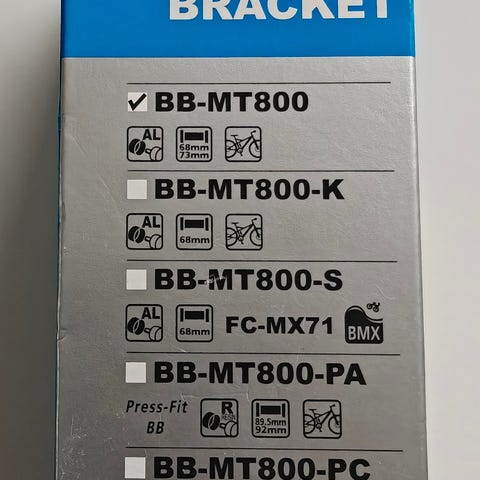 BRACKET
BB-MT800
AL 68mm 73mm
BB-MT800-K
AL 68mm
BB-MT800-S
AL 68mm FC-MX71 BMX
BB-MT800-PA
Press-Fit BB R RESIN 89.5mm 92mm
BB-MT800-PC